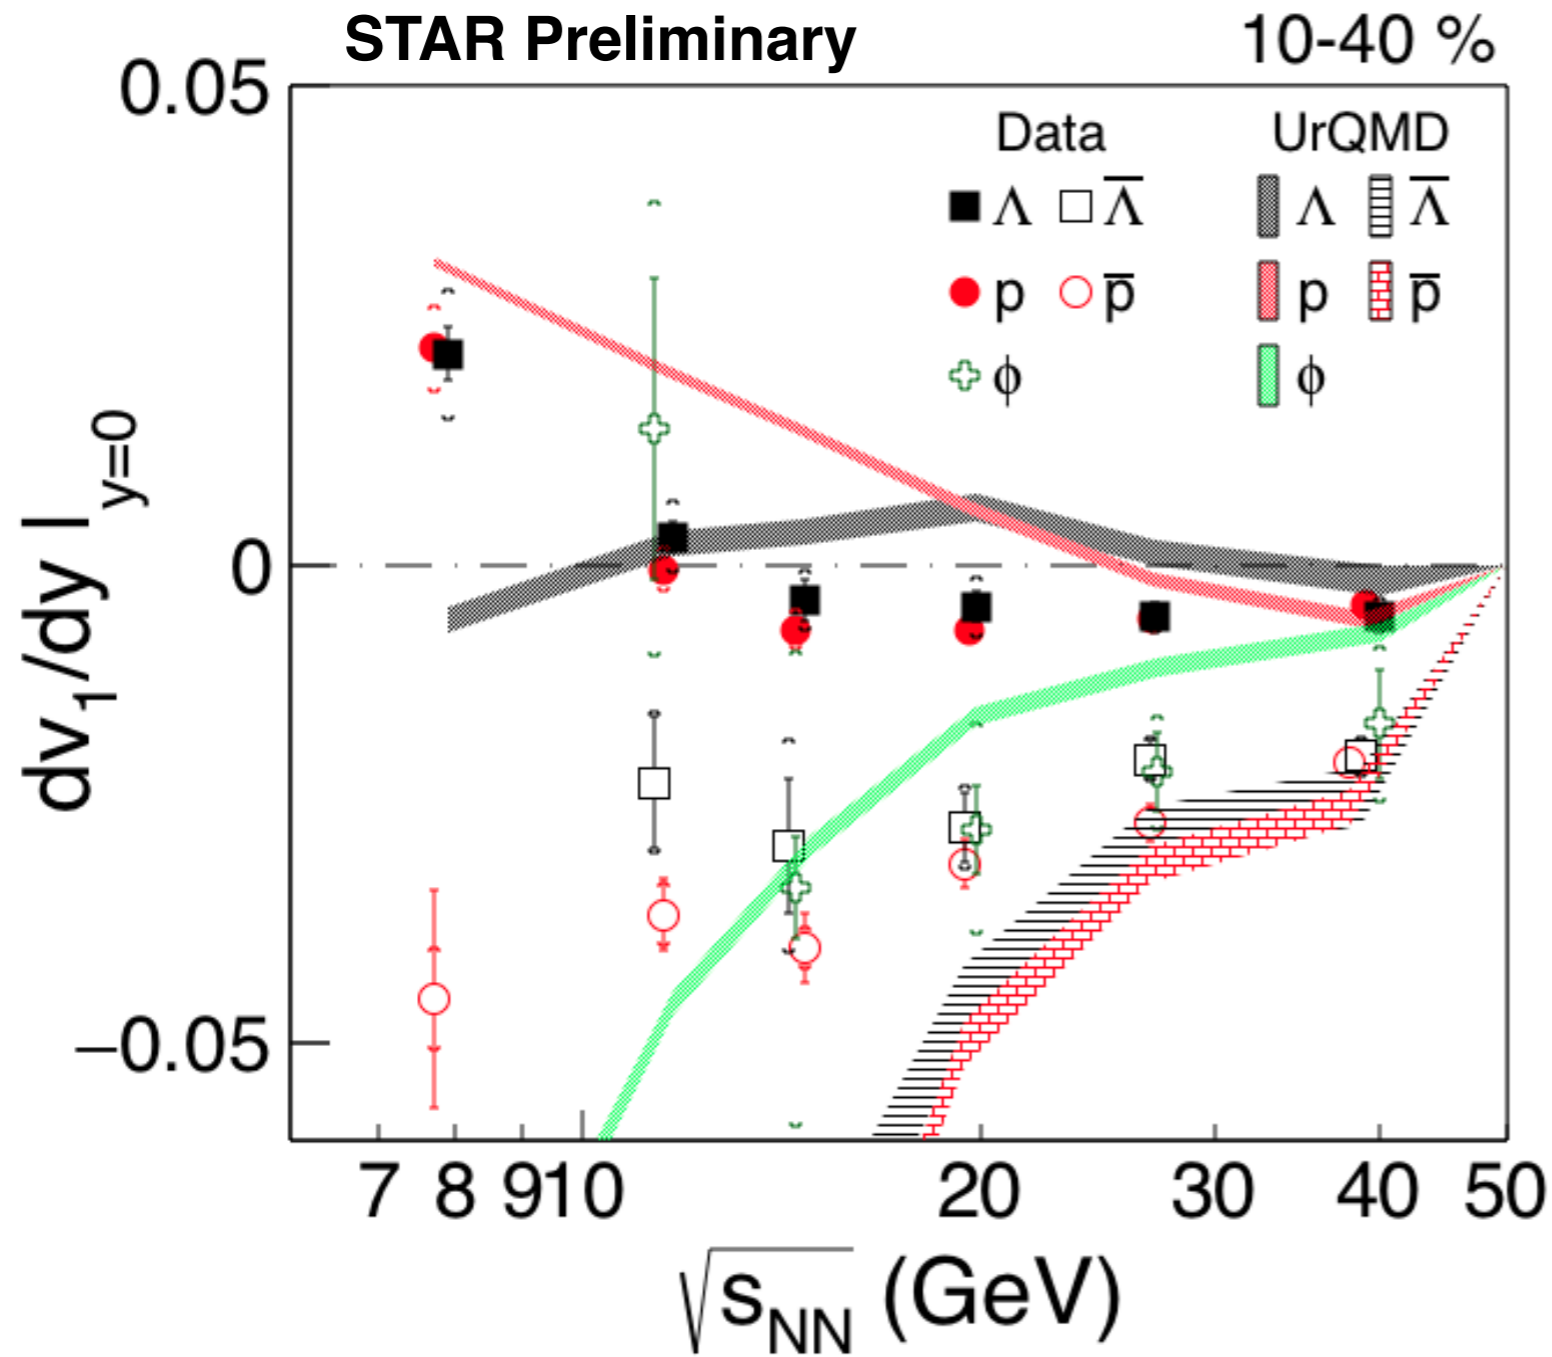 STAR Preliminary 10-40 %
0.05
0
−0.05
dv₁/dy |y=0
Data UrQMD
Λ Λ̅ Λ Λ̅
p p̅ p p̅
ϕ ϕ
7 8 9 10 20 30 40 50
√sNN (GeV)